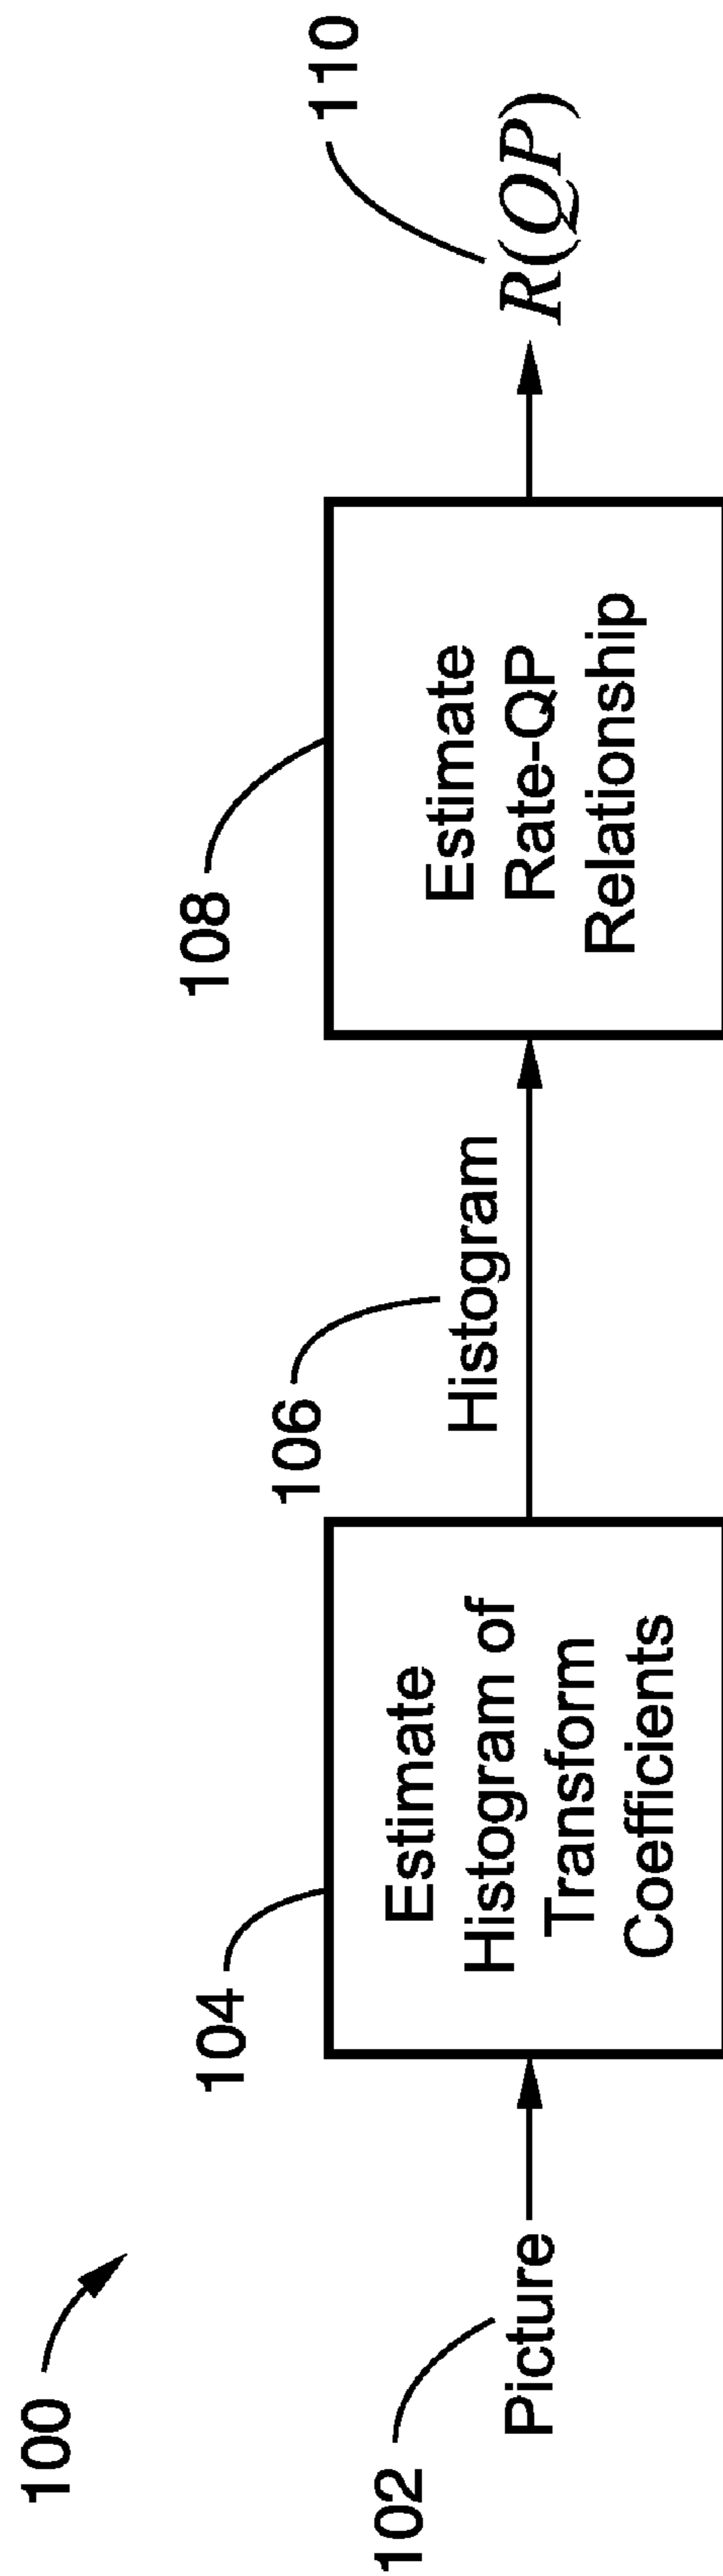 100
102
Picture
104
Estimate
Histogram of
Transform
Coefficients
106
Histogram
108
Estimate
Rate-QP
Relationship
110
R(QP)